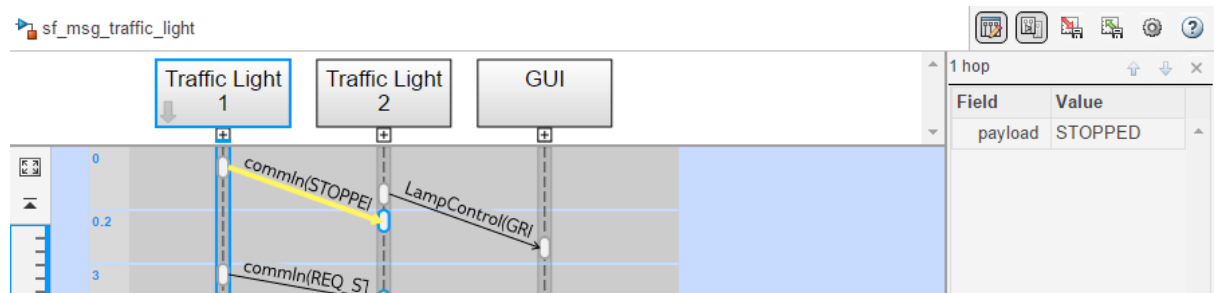 sf_msg_traffic_light
Traffic Light
1
Traffic Light
2
GUI
1 hop
Field Value
payload STOPPED
0
commIn(STOPPE
LampControl(GRI
0.2
3
commIn(REQ_ST